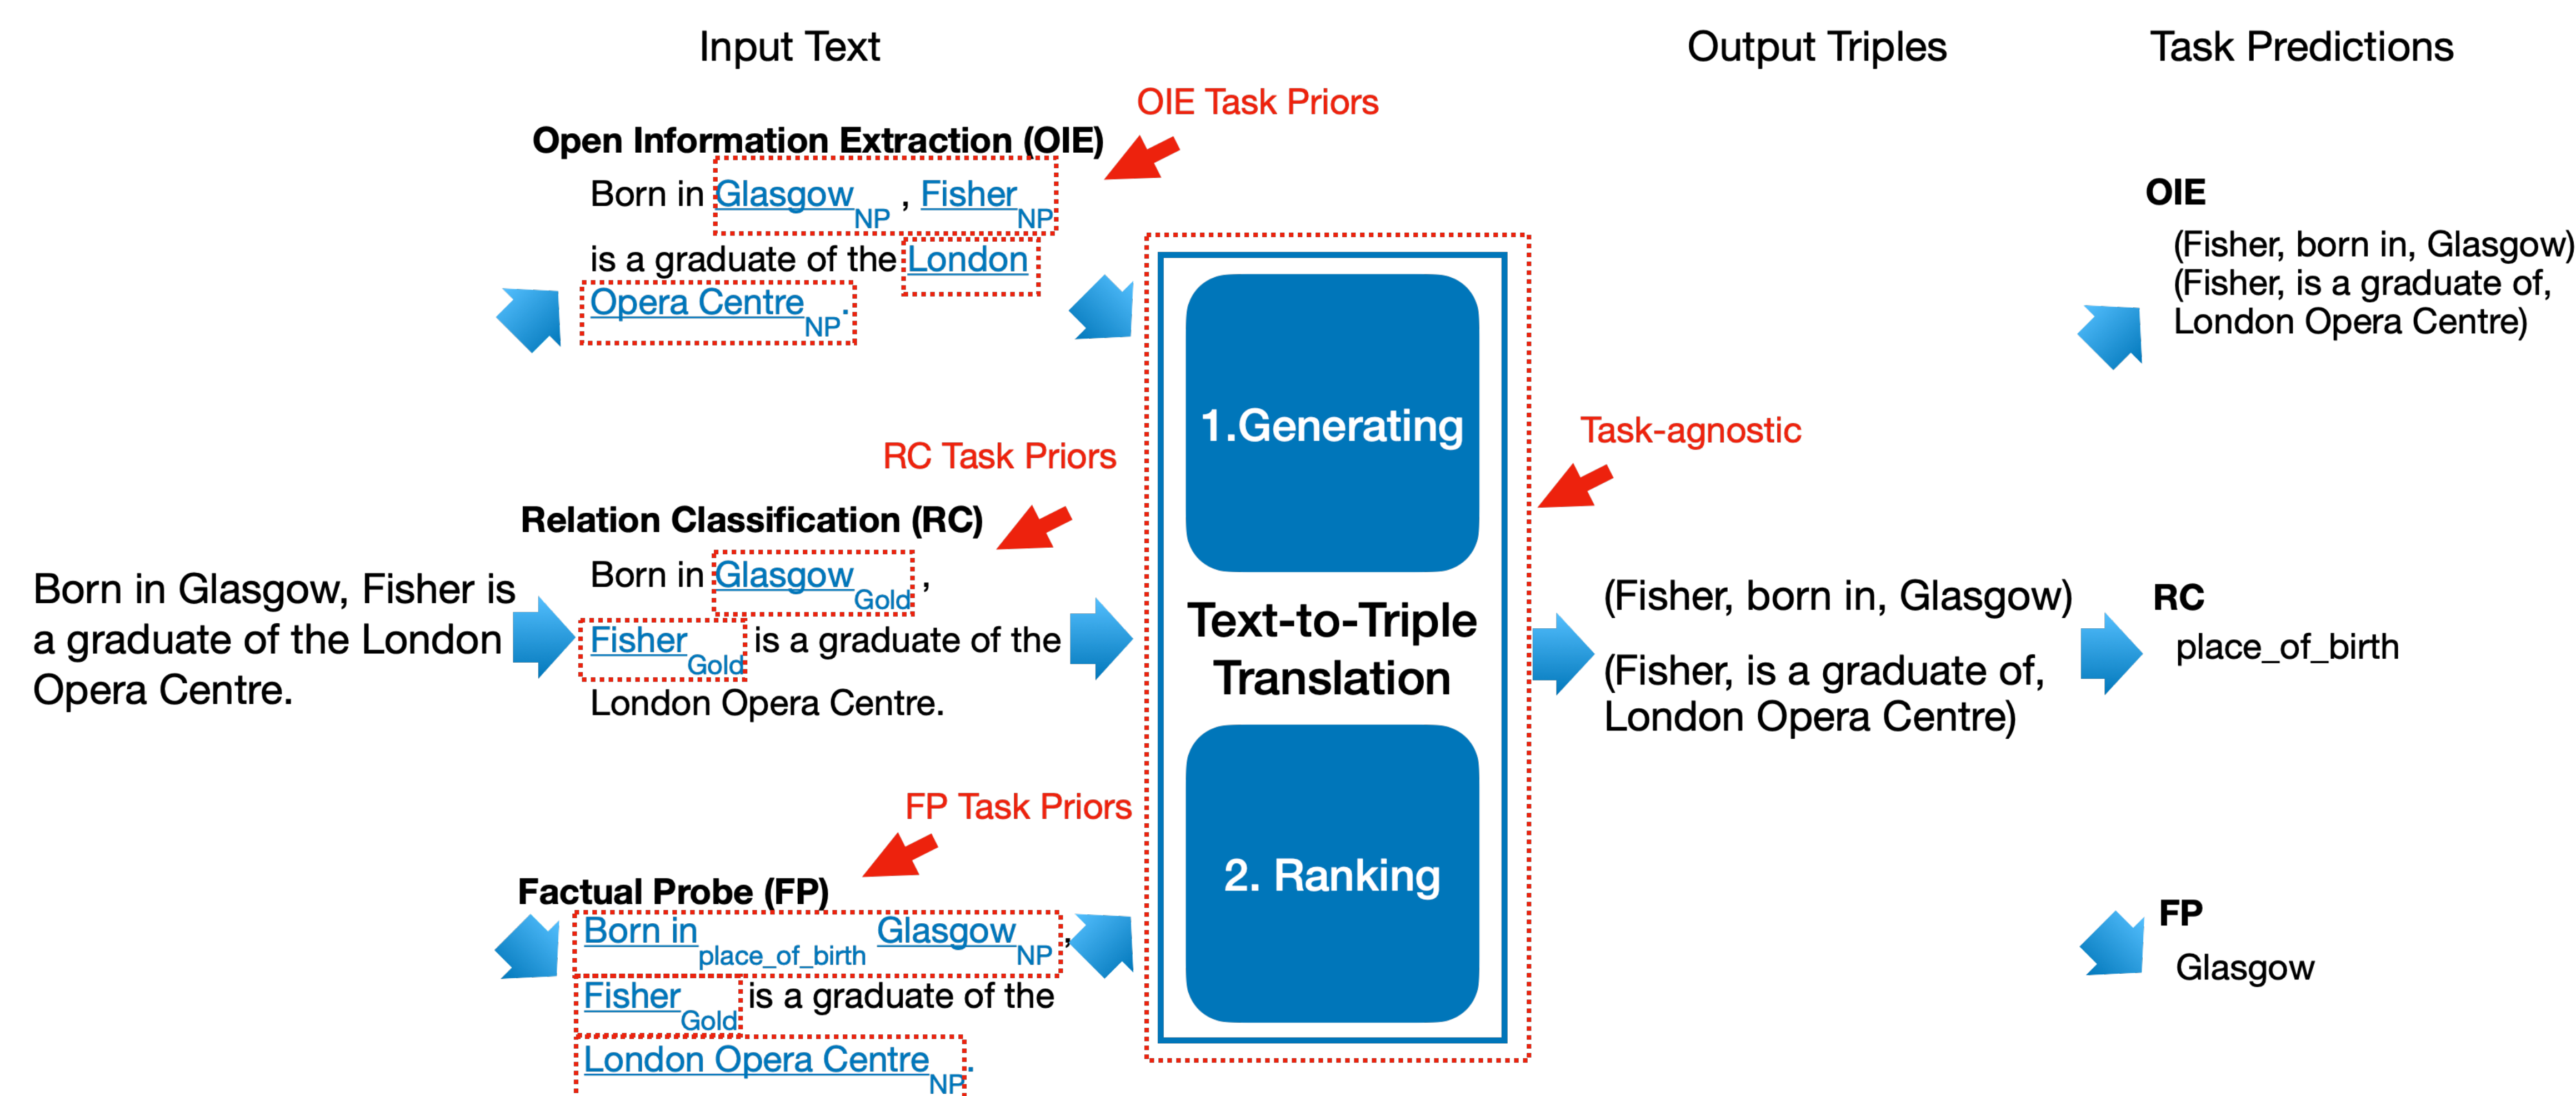 Input Text
Output Triples
Task Predictions
OIE Task Priors
Open Information Extraction (OIE)
Born in Glasgow NP , Fisher NP
is a graduate of the London
Opera Centre NP.
RC Task Priors
Relation Classification (RC)
Born in Glasgow Gold ,
Fisher Gold is a graduate of the
London Opera Centre.
Born in Glasgow, Fisher is
a graduate of the London
Opera Centre.
FP Task Priors
Factual Probe (FP)
Born in place_of_birth Glasgow NP ,
Fisher Gold is a graduate of the
London Opera Centre NP.
1.Generating
Text-to-Triple
Translation
2. Ranking
Task-agnostic
(Fisher, born in, Glasgow)
(Fisher, is a graduate of,
London Opera Centre)
OIE
(Fisher, born in, Glasgow)
(Fisher, is a graduate of,
London Opera Centre)
RC
place_of_birth
FP
Glasgow